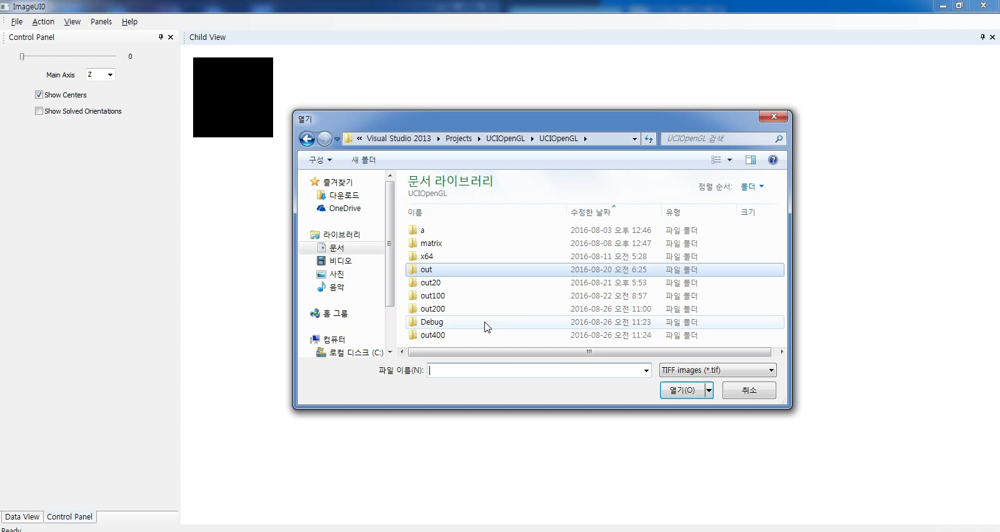 ImageUI0
File Action View Panels Help
Control Panel
Child View
0
Main Axis Z
Show Centers
Show Solved Orientations
열기
« Visual Studio 2013 Projects UCIOpenGL UCIOpenGL
UCIOpenGL 검색
구성 새 폴더
즐겨찾기
다운로드
OneDrive
라이브러리
문서
비디오
사진
음악
홈 그룹
컴퓨터
로컬 디스크 (C:)
문서 라이브러리
UCIOpenGL
정렬 순서: 폴더
이름 수정한 날짜 유형 크기
a 2016-08-03 오후 12:46 파일 폴더
matrix 2016-08-08 오후 12:47 파일 폴더
x64 2016-08-11 오전 5:28 파일 폴더
out 2016-08-20 오전 6:25 파일 폴더
out20 2016-08-21 오후 5:53 파일 폴더
out100 2016-08-22 오전 8:57 파일 폴더
out200 2016-08-26 오전 11:00 파일 폴더
Debug 2016-08-26 오전 11:23 파일 폴더
out400 2016-08-26 오전 11:24 파일 폴더
파일 이름(N):
TIFF images (*.tif)
열기(O) 취소
Data View Control Panel
Ready